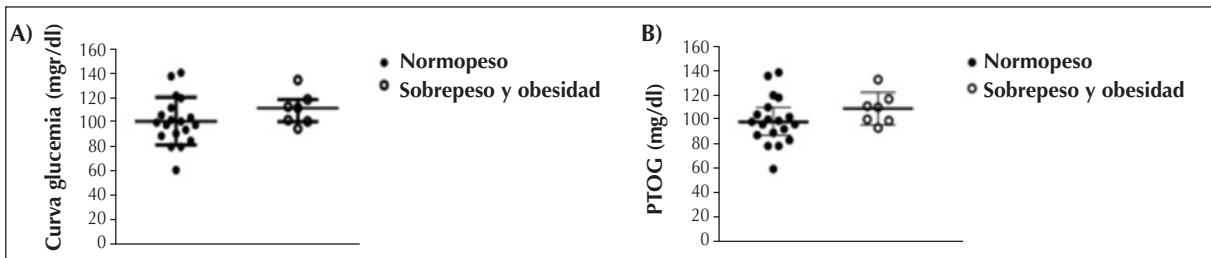 A)
Curva glucemia (mgr/dl)
160
140
120
100
80
60
40
20
0
Normopeso
Sobrepeso y obesidad
B)
PTOG (mg/dl)
160
140
120
100
80
60
40
20
0
Normopeso
Sobrepeso y obesidad